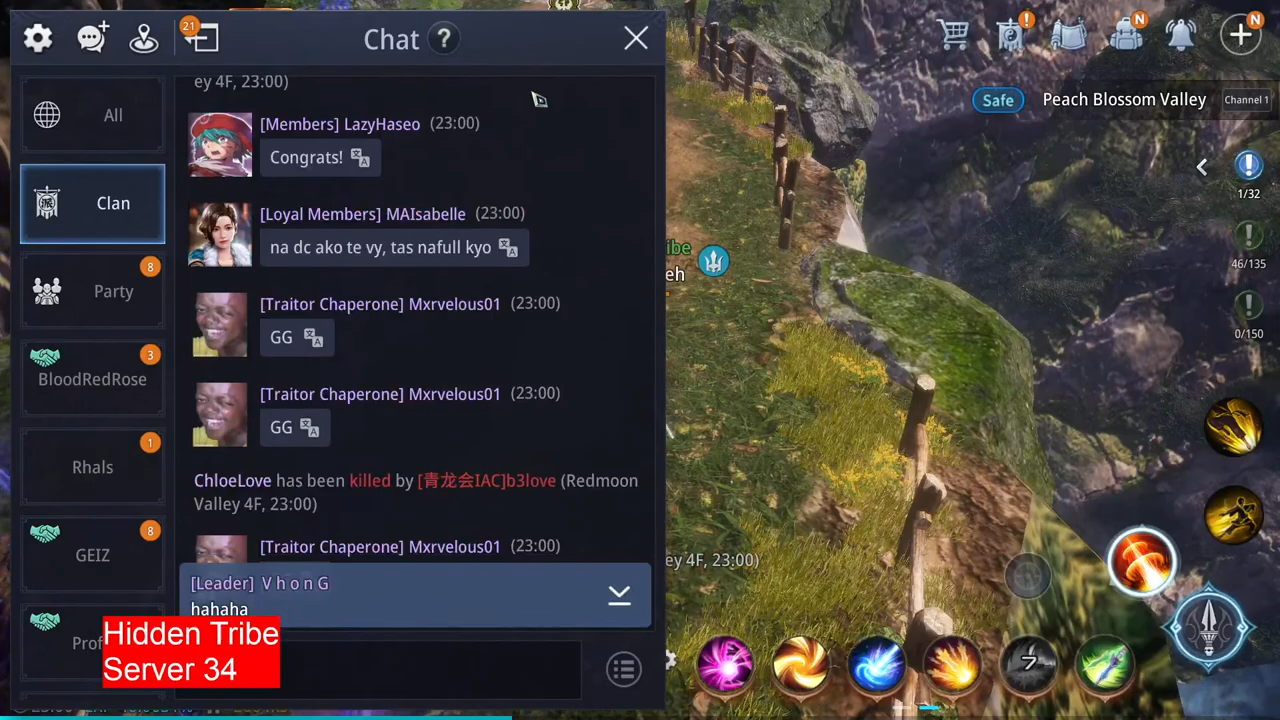 21
Chat ?
All
Clan
Party
8
BloodRedRose
3
Rhals
1
GEIZ
8
ey 4F, 23:00)
[Members] LazyHaseo (23:00)
Congrats!
[Loyal Members] MAIsabelle (23:00)
na dc ako te vy, tas nafull kyo
[Traitor Chaperone] Mxrvelous01 (23:00)
GG
[Traitor Chaperone] Mxrvelous01 (23:00)
GG
ChloeLove has been killed by [青龙会IAC]b3love (Redmoon
Valley 4F, 23:00)
[Traitor Chaperone] Mxrvelous01 (23:00)
[Leader] V h o n G
hahaha
Hidden Tribe
Server 34
N
N
Safe Peach Blossom Valley Channel 1
1/32
46/135
0/150
ibe
eh
ey 4F, 23:00)
7